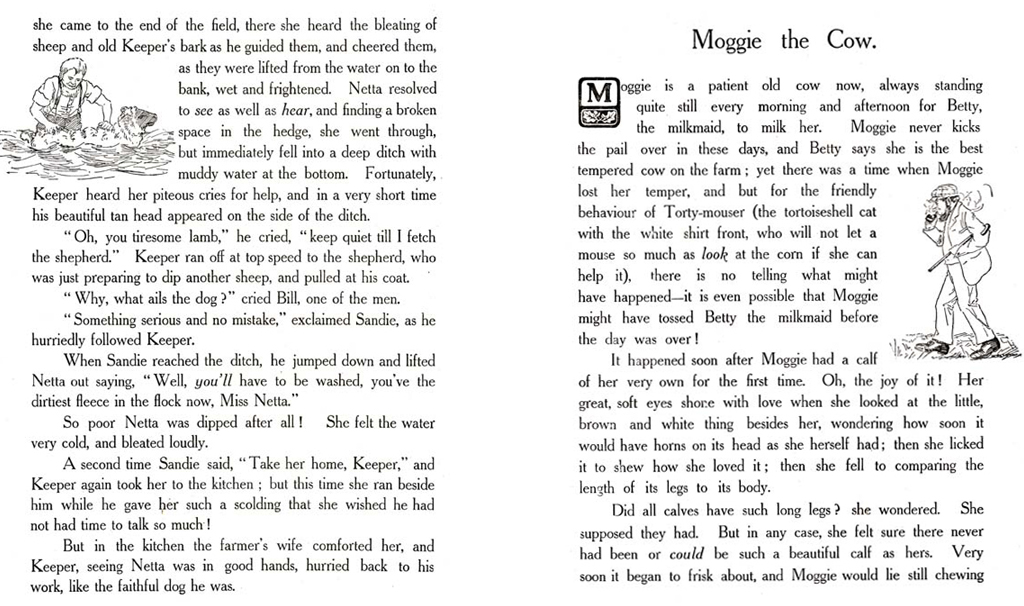 she came to the end of the field, there she heard the bleating of
sheep and old Keeper's bark as he guided them, and cheered them,
as they were lifted from the water on to the
bank, wet and frightened. Netta resolved
to see as well as hear, and finding a broken
space in the hedge, she went through,
but immediately fell into a deep ditch with
muddy water at the bottom. Fortunately,
Keeper heard her piteous cries for help, and in a very short time
his beautiful tan head appeared on the side of the ditch.
"Oh, you tiresome lamb," he cried, "keep quiet till I fetch
the shepherd." Keeper ran off at top speed to the shepherd, who
was just preparing to dip another sheep, and pulled at his coat.
"Why, what ails the dog?" cried Bill, one of the men.
"Something serious and no mistake," exclaimed Sandie, as he
hurriedly followed Keeper.
When Sandie reached the ditch, he jumped down and lifted
Netta out saying, "Well, you'll have to be washed, you've the
dirtiest fleece in the flock now, Miss Netta."
So poor Netta was dipped after all! She felt the water
very cold, and bleated loudly.
A second time Sandie said, "Take her home, Keeper," and
Keeper again took her to the kitchen; but this time she ran beside
him while he gave her such a scolding that she wished he had
not had time to talk so much!
But in the kitchen the farmer's wife comforted her, and
Keeper, seeing Netta was in good hands, hurried back to his
work, like the faithful dog he was.
Moggie the Cow.
Moggie is a patient old cow now, always standing
quite still every morning and afternoon for Betty,
the milkmaid, to milk her. Moggie never kicks
the pail over in these days, and Betty says she is the best
tempered cow on the farm; yet there was a time when Moggie
lost her temper, and but for the friendly
behaviour of Torty-mouser (the tortoiseshell cat
with the white shirt front, who will not let a
mouse so much as look at the corn if she can
help it), there is no telling what might
have happened—it is even possible that Moggie
might have tossed Betty the milkmaid before
the day was over!
It happened soon after Moggie had a calf
of her very own for the first time. Oh, the joy of it! Her
great, soft eyes shone with love when she looked at the little,
brown and white thing besides her, wondering how soon it
would have horns on its head as she herself had; then she licked
it to shew how she loved it; then she fell to comparing the
length of its legs to its body.
Did all calves have such long legs? she wondered. She
supposed they had. But in any case, she felt sure there never
had been or could be such a beautiful calf as hers. Very
soon it began to frisk about, and Moggie would lie still chewing